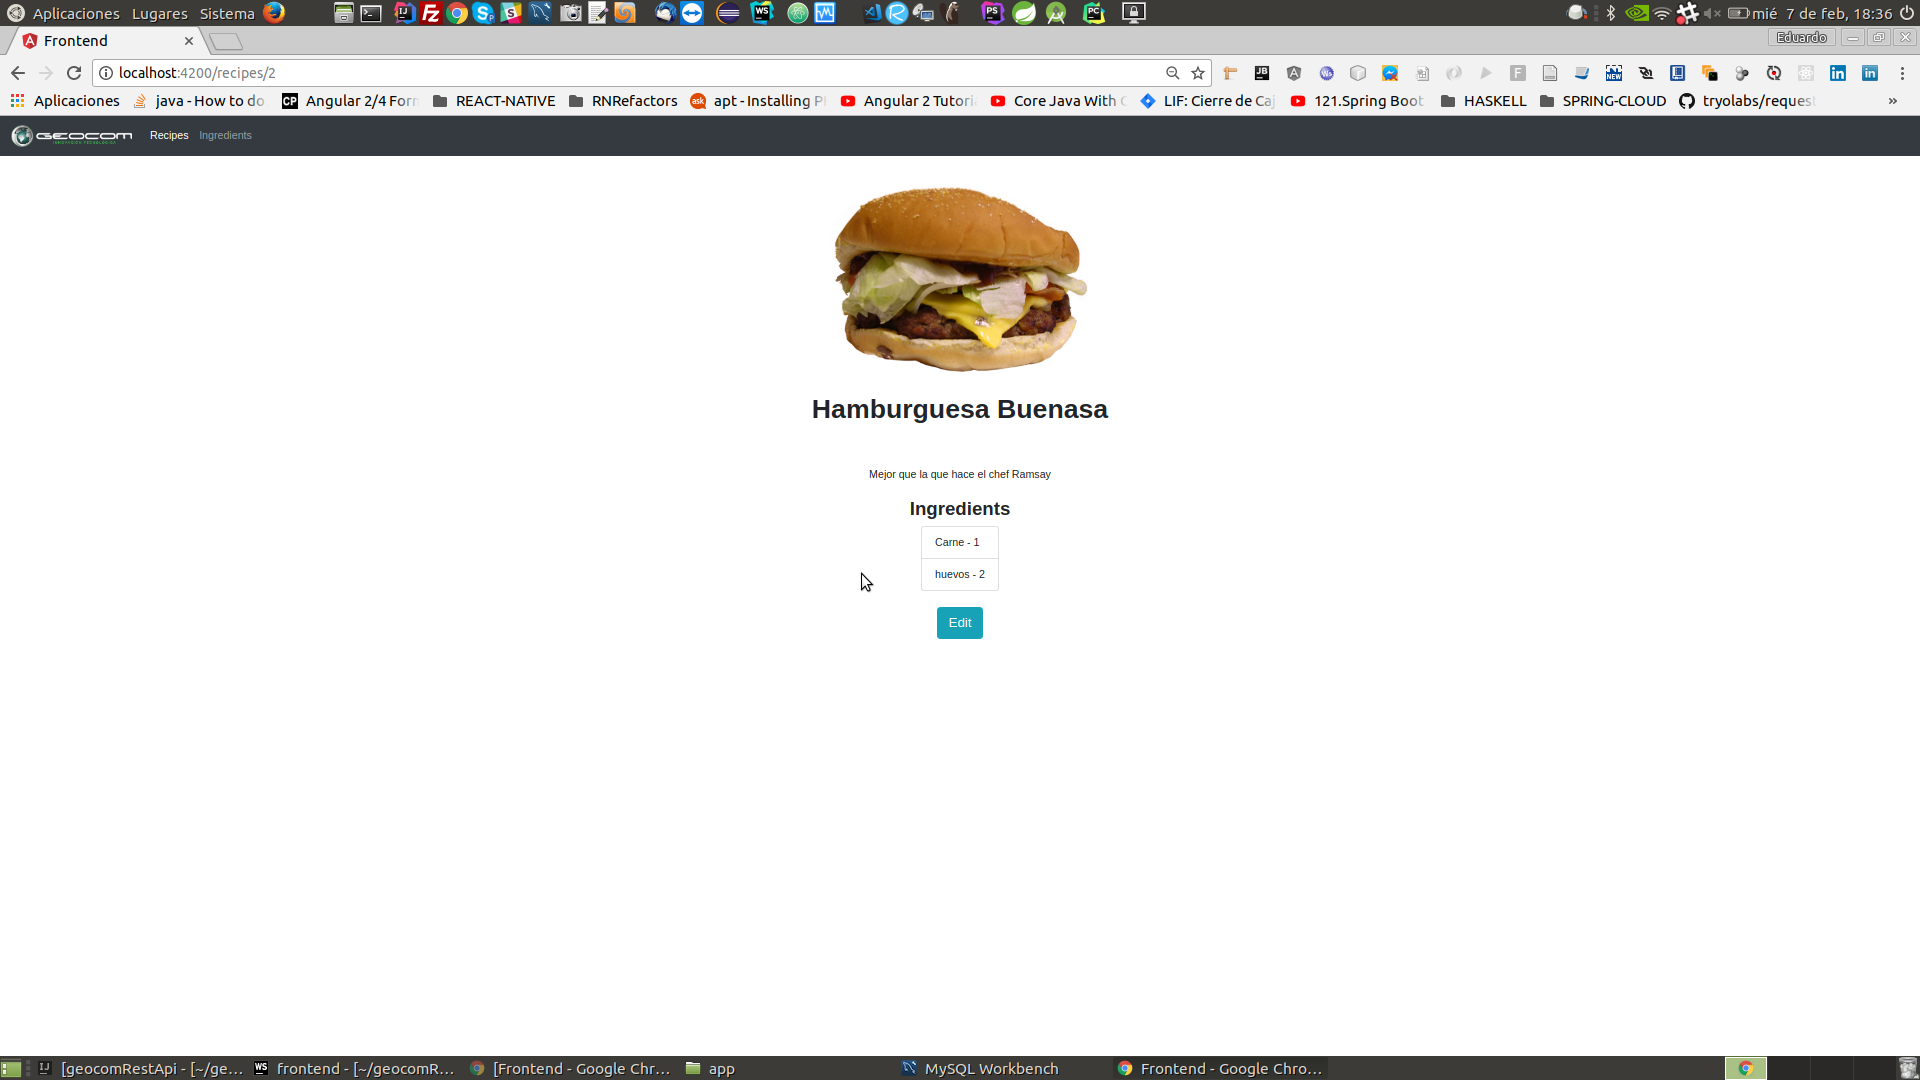 Aplicaciones Lugares Sistema mié 7 de feb, 18:36
Frontend Eduardo
localhost:4200/recipes/2
Aplicaciones java - How to do Angular 2/4 Forr REACT-NATIVE RNRefactors apt - Installing P Angular 2 Tutori Core Java With C LIF: Cierre de Caj 121.Spring Boot HASKELL SPRING-CLOUD tryolabs/reques »
GEOCOM Recipes Ingredients
INNOVACIÓN TECNOLÓGICA
Hamburguesa Buenasa
Mejor que la que hace el chef Ramsay
Ingredients
Carne - 1
huevos - 2
Edit
[geocomRestApi - [~/ge... frontend - [~/geocomR... [Frontend - Google Chr... app MySQL Workbench Frontend - Google Chro...